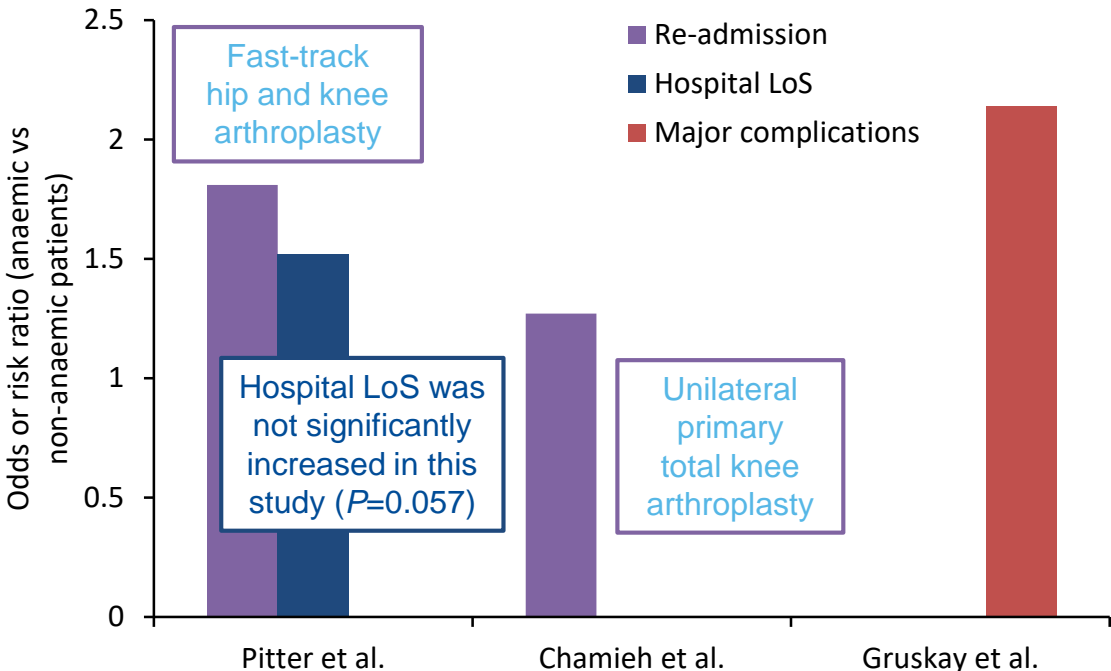 Odds or risk ratio (anaemic vs
non-anaemic patients)
2.5
2
1.5
1
0.5
0
Fast-track
hip and knee
arthroplasty
Re-admission
Hospital LoS
Major complications
Hospital LoS was
not significantly
increased in this
study (P=0.057)
Unilateral
primary
total knee
arthroplasty
Pitter et al.
Chamieh et al.
Gruskay et al.